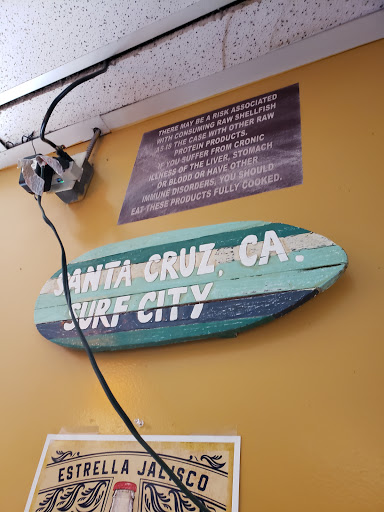 THERE MAY BE A RISK ASSOCIATED
WITH CONSUMING RAW SHELLFISH
AS IS THE CASE WITH OTHER RAW
PROTEIN PRODUCTS.
IF YOU SUFFER FROM CRONIC
ILLNESS OF THE LIVER, STOMACH
OR BLOOD OR HAVE OTHER
IMMUNE DISORDERS, YOU SHOULD
EAT THESE PRODUCTS FULLY COOKED.
SANTA CRUZ, CA.
SURF CITY
ESTRELLA JALISCO